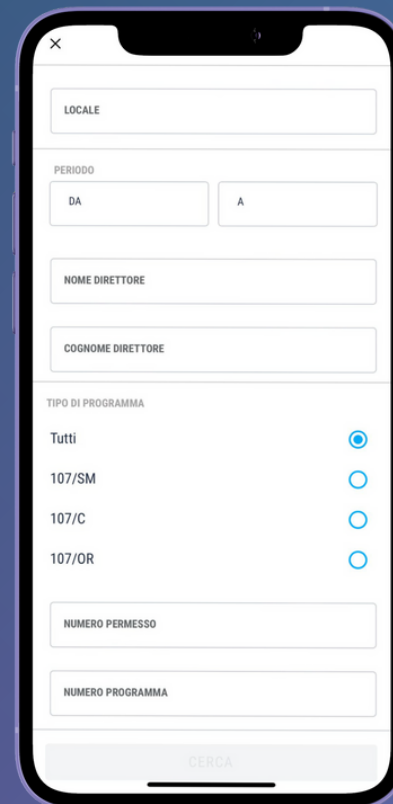 LOCALE
PERIODO
DA A
NOME DIRETTORE
COGNOME DIRETTORE
TIPO DI PROGRAMMA
Tutti
107/SM
107/C
107/OR
NUMERO PERMESSO
NUMERO PROGRAMMA
CERCA